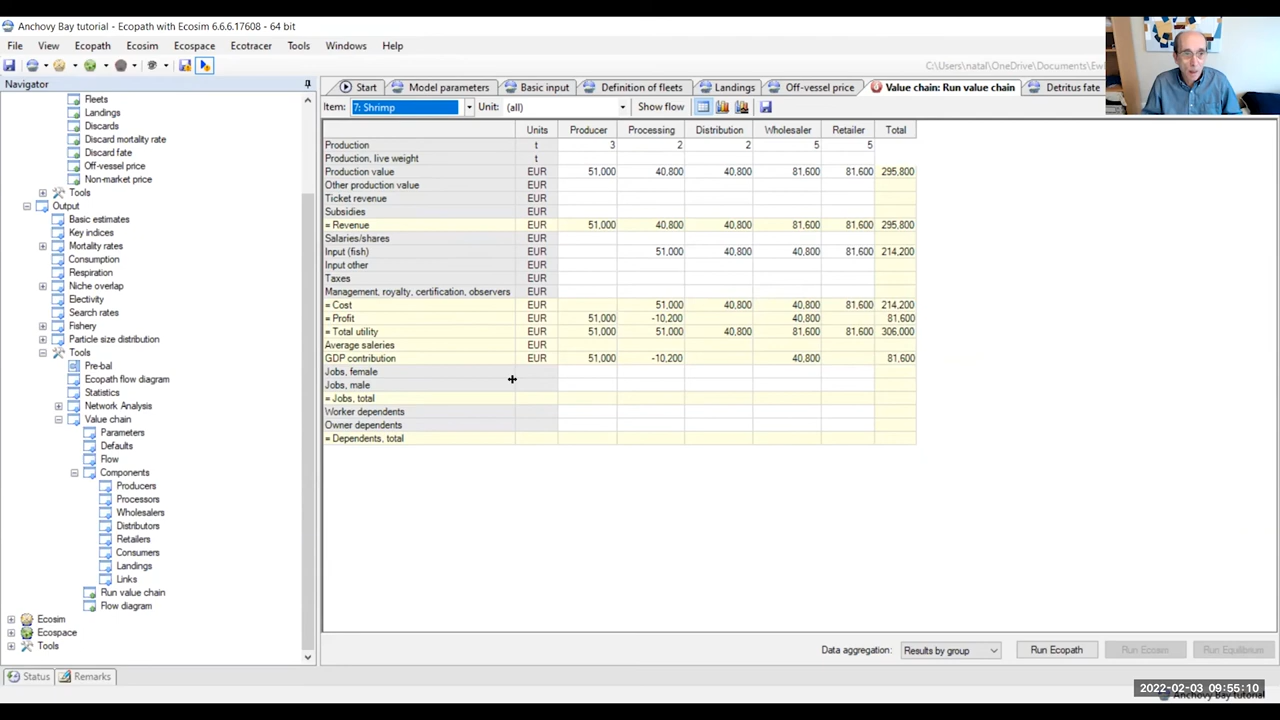 Anchovy Bay tutorial - Ecopath with Ecosim 6.6.6.17608 - 64 bit
File View Ecopath Ecosim Ecospace Ecotracer Tools Windows Help
C:\Users\natal\OneDrive\Documents\Ew
Navigator
Start Model parameters Basic input Definition of fleets Landings Off-vessel price Value chain: Run value chain Detritus fate
Item: 7: Shrimp Unit: (all) Show flow
Fleets
Landings
Discards
Discard mortality rate
Discard fate
Off-vessel price
Non-market price
Tools
Output
Basic estimates
Key indices
Mortality rates
Consumption
Respiration
Niche overlap
Electivity
Search rates
Fishery
Particle size distribution
Tools
Pre-bal
Ecopath flow diagram
Statistics
Network Analysis
Value chain
Parameters
Defaults
Flow
Components
Producers
Processors
Wholesalers
Distributors
Retailers
Consumers
Landings
Links
Run value chain
Flow diagram
Ecosim
Ecospace
Tools
Units Producer Processing Distribution Wholesaler Retailer Total
Production t 3 2 2 5 5
Production, live weight t
Production value EUR 51,000 40,800 40,800 81,600 81,600 295,800
Other production value EUR
Ticket revenue EUR
Subsidies EUR
= Revenue EUR 51,000 40,800 40,800 81,600 81,600 295,800
Salaries/shares EUR
Input (fish) EUR 51,000 40,800 40,800 81,600 214,200
Input other EUR
Taxes EUR
Management, royalty, certification, observers EUR
= Cost EUR 51,000 40,800 40,800 81,600 214,200
= Profit EUR 51,000 -10,200 40,800 81,600
= Total utility EUR 51,000 51,000 40,800 81,600 81,600 306,000
Average saleries EUR
GDP contribution EUR 51,000 -10,200 40,800 81,600
Jobs, female
Jobs, male
= Jobs, total
Worker dependents
Owner dependents
= Dependents, total
Data aggregation: Results by group Run Ecopath Run Ecosim Run Equilibrium
Status Remarks
2022-02-03 09:55:10
Anchovy Bay tutorial